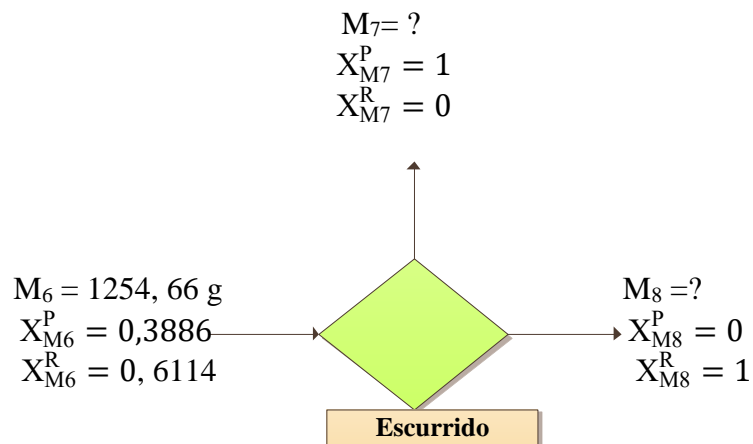 M₇= ?
X^P_M7 = 1
X^R_M7 = 0
M₆ = 1254, 66 g
X^P_M6 = 0,3886
X^R_M6 = 0, 6114
M₈ =?
X^P_M8 = 0
X^R_M8 = 1
Escurrido